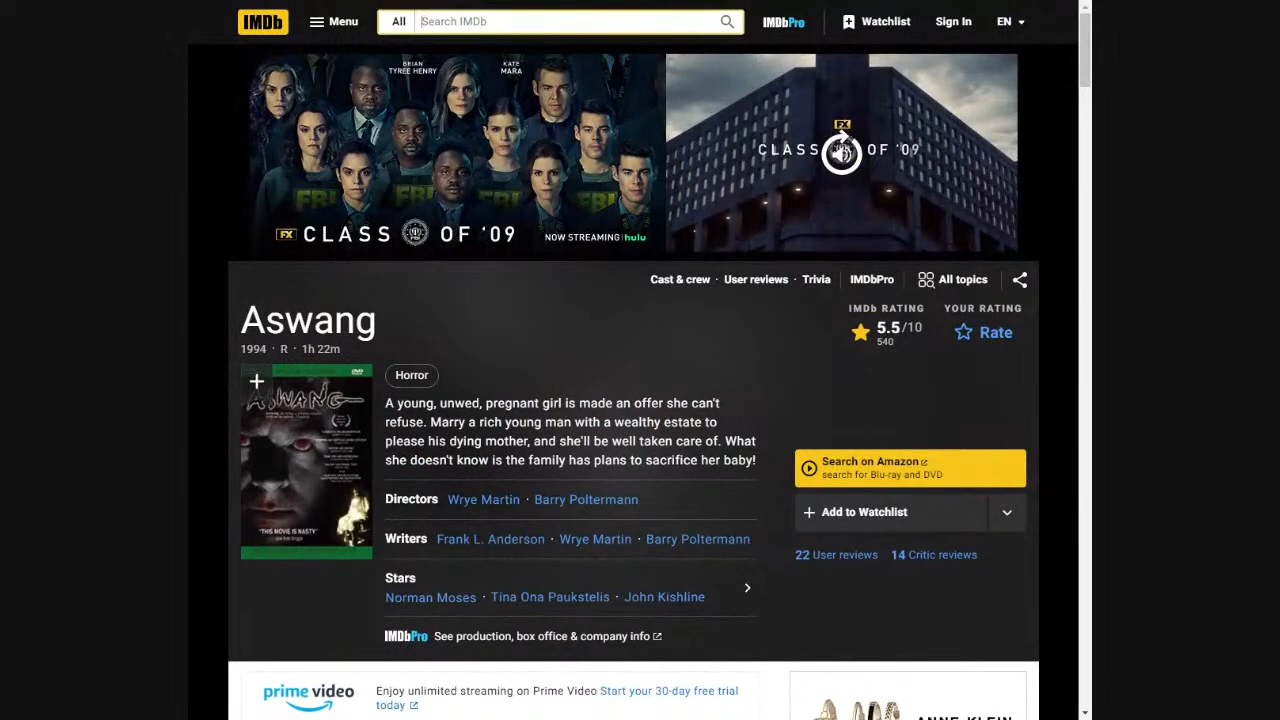 IMDb Menu All Search IMDb IMDbPro Watchlist Sign In EN
BRIAN TYREE HENRY KATE MARA
FBI FBI FBI
FX CLASS OF '09 NOW STREAMING hulu
FX
CLASS OF '09
Cast & crew · User reviews · Trivia IMDbPro All topics
Aswang
1994 · R · 1h 22m
IMDb RATING YOUR RATING
5.5/10 Rate
540
DVD
ASWANG
"THIS MOVIE IS NASTY"
Horror
A young, unwed, pregnant girl is made an offer she can't
refuse. Marry a rich young man with a wealthy estate to
please his dying mother, and she'll be well taken care of. What
she doesn't know is the family has plans to sacrifice her baby!
Directors Wrye Martin · Barry Poltermann
Writers Frank L. Anderson · Wrye Martin · Barry Poltermann
Stars
Norman Moses · Tina Ona Paukstelis · John Kishline
IMDbPro See production, box office & company info
Search on Amazon
search for Blu-ray and DVD
Add to Watchlist
22 User reviews 14 Critic reviews
prime video Enjoy unlimited streaming on Prime Video Start your 30-day free trial
today
ANNE KLEIN